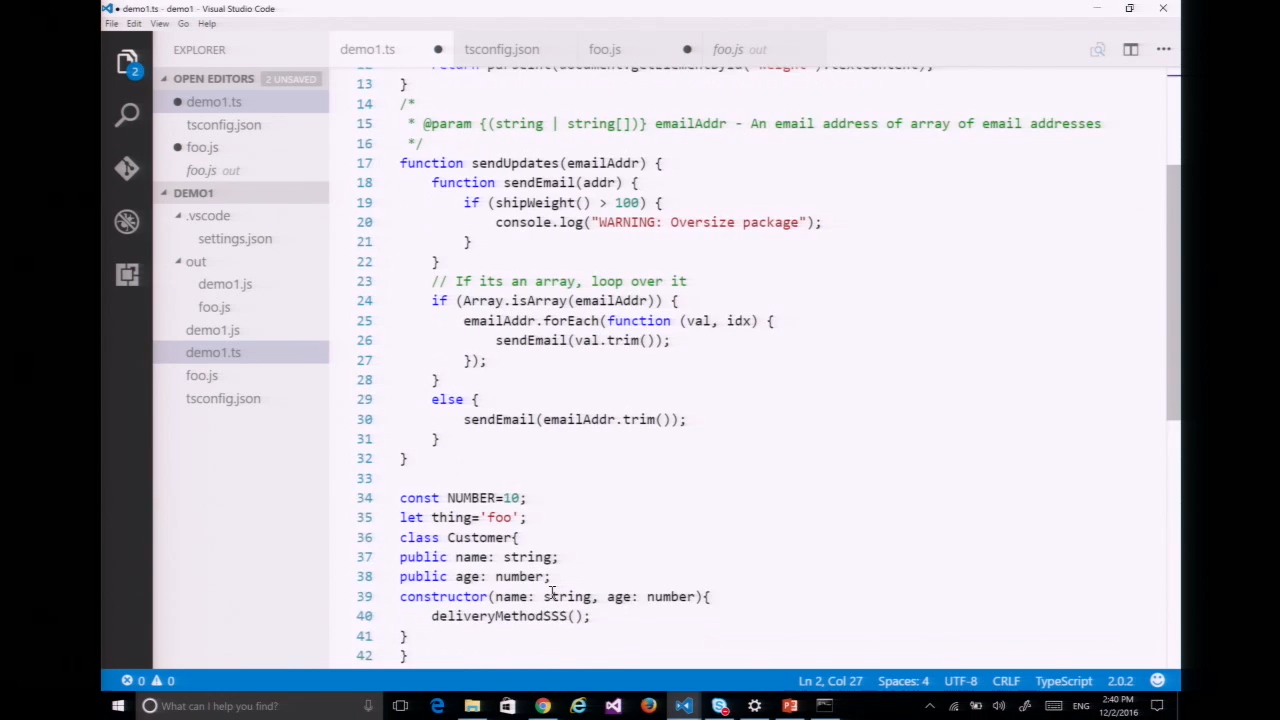 demo1.ts - demo1 - Visual Studio Code
File Edit View Go Help
EXPLORER
demo1.ts tsconfig.json foo.js foo.js out
OPEN EDITORS 2 UNSAVED
demo1.ts
tsconfig.json
foo.js
foo.js out
DEMO1
.vscode
settings.json
out
demo1.js
foo.js
demo1.js
demo1.ts
foo.js
tsconfig.json
2
12 return parseInt(document.getElementById("weight").textContent);
13 }
14 /*
15 * @param {(string | string[])} emailAddr - An email address of array of email addresses
16 */
17 function sendUpdates(emailAddr) {
18 function sendEmail(addr) {
19 if (shipWeight() > 100) {
20 console.log("WARNING: Oversize package");
21 }
22 }
23 // If its an array, loop over it
24 if (Array.isArray(emailAddr)) {
25 emailAddr.forEach(function (val, idx) {
26 sendEmail(val.trim());
27 });
28 }
29 else {
30 sendEmail(emailAddr.trim());
31 }
32 }
33
34 const NUMBER=10;
35 let thing='foo';
36 class Customer{
37 public name: string;
38 public age: number;
39 constructor(name: string, age: number){
40 deliveryMethodSSS();
41 }
42 }
0 0 Ln 2, Col 27 Spaces: 4 UTF-8 CRLF TypeScript 2.0.2
What can I help you find?
ENG
2:40 PM
12/2/2016